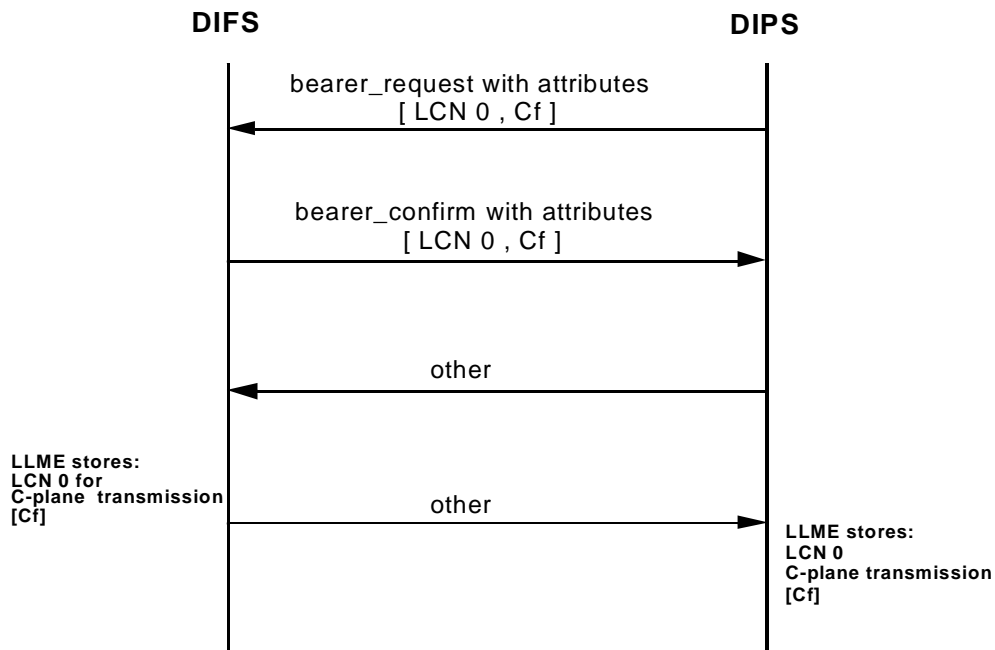 DIFS
DIPS
bearer_request with attributes
[ LCN 0 , Cf ]
bearer_confirm with attributes
[ LCN 0 , Cf ]
other
LLME stores:
LCN 0 for
C-plane transmission
[Cf]
other
LLME stores:
LCN 0
C-plane transmission
[Cf]